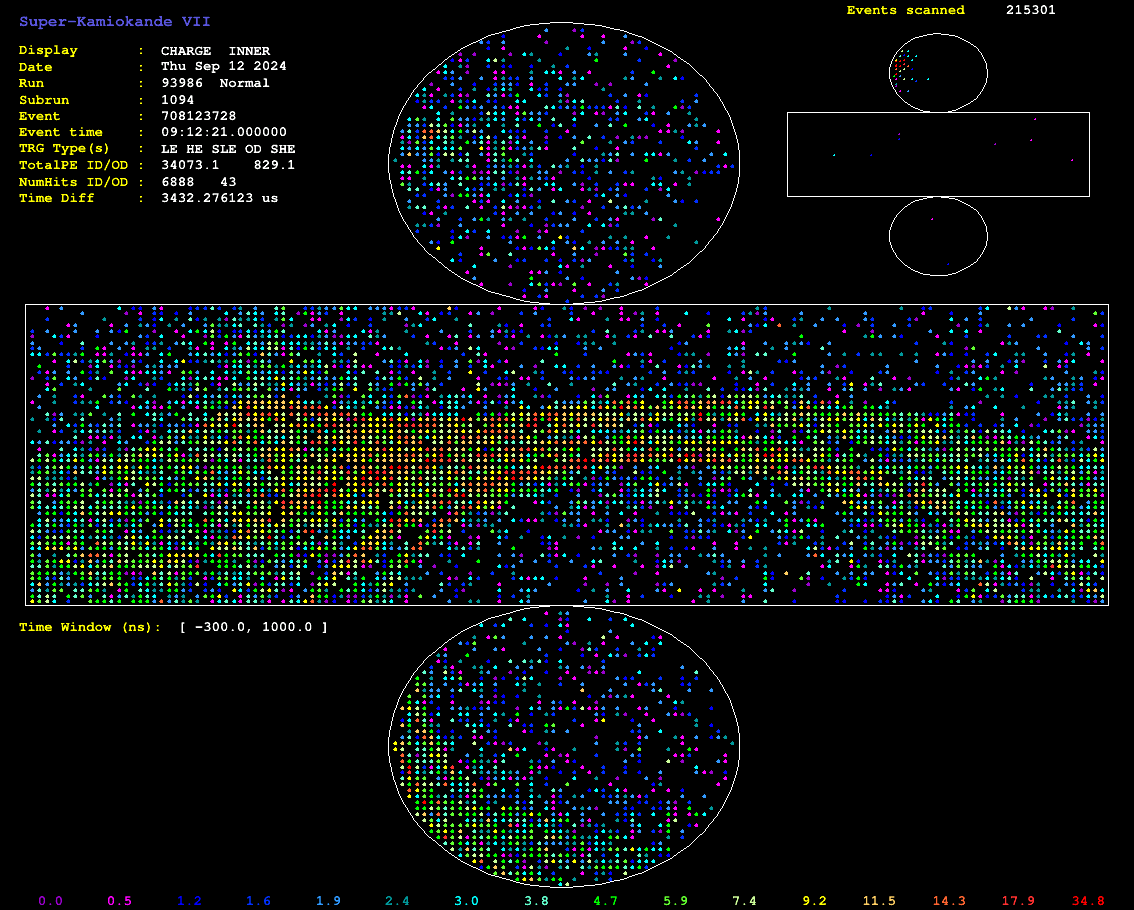 Super-Kamiokande VII
Events scanned 215301
Display : CHARGE INNER
Date : Thu Sep 12 2024
Run : 93986 Normal
Subrun : 1094
Event : 708123728
Event time : 09:12:21.000000
TRG Type(s) : LE HE SLE OD SHE
TotalPE ID/OD : 34073.1 829.1
NumHits ID/OD : 6888 43
Time Diff : 3432.276123 us
Time Window (ns): [ -300.0, 1000.0 ]
0.0 0.5 1.2 1.6 1.9 2.4 3.0 3.8 4.7 5.9 7.4 9.2 11.5 14.3 17.9 34.8